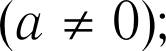 (a ≠ 0);